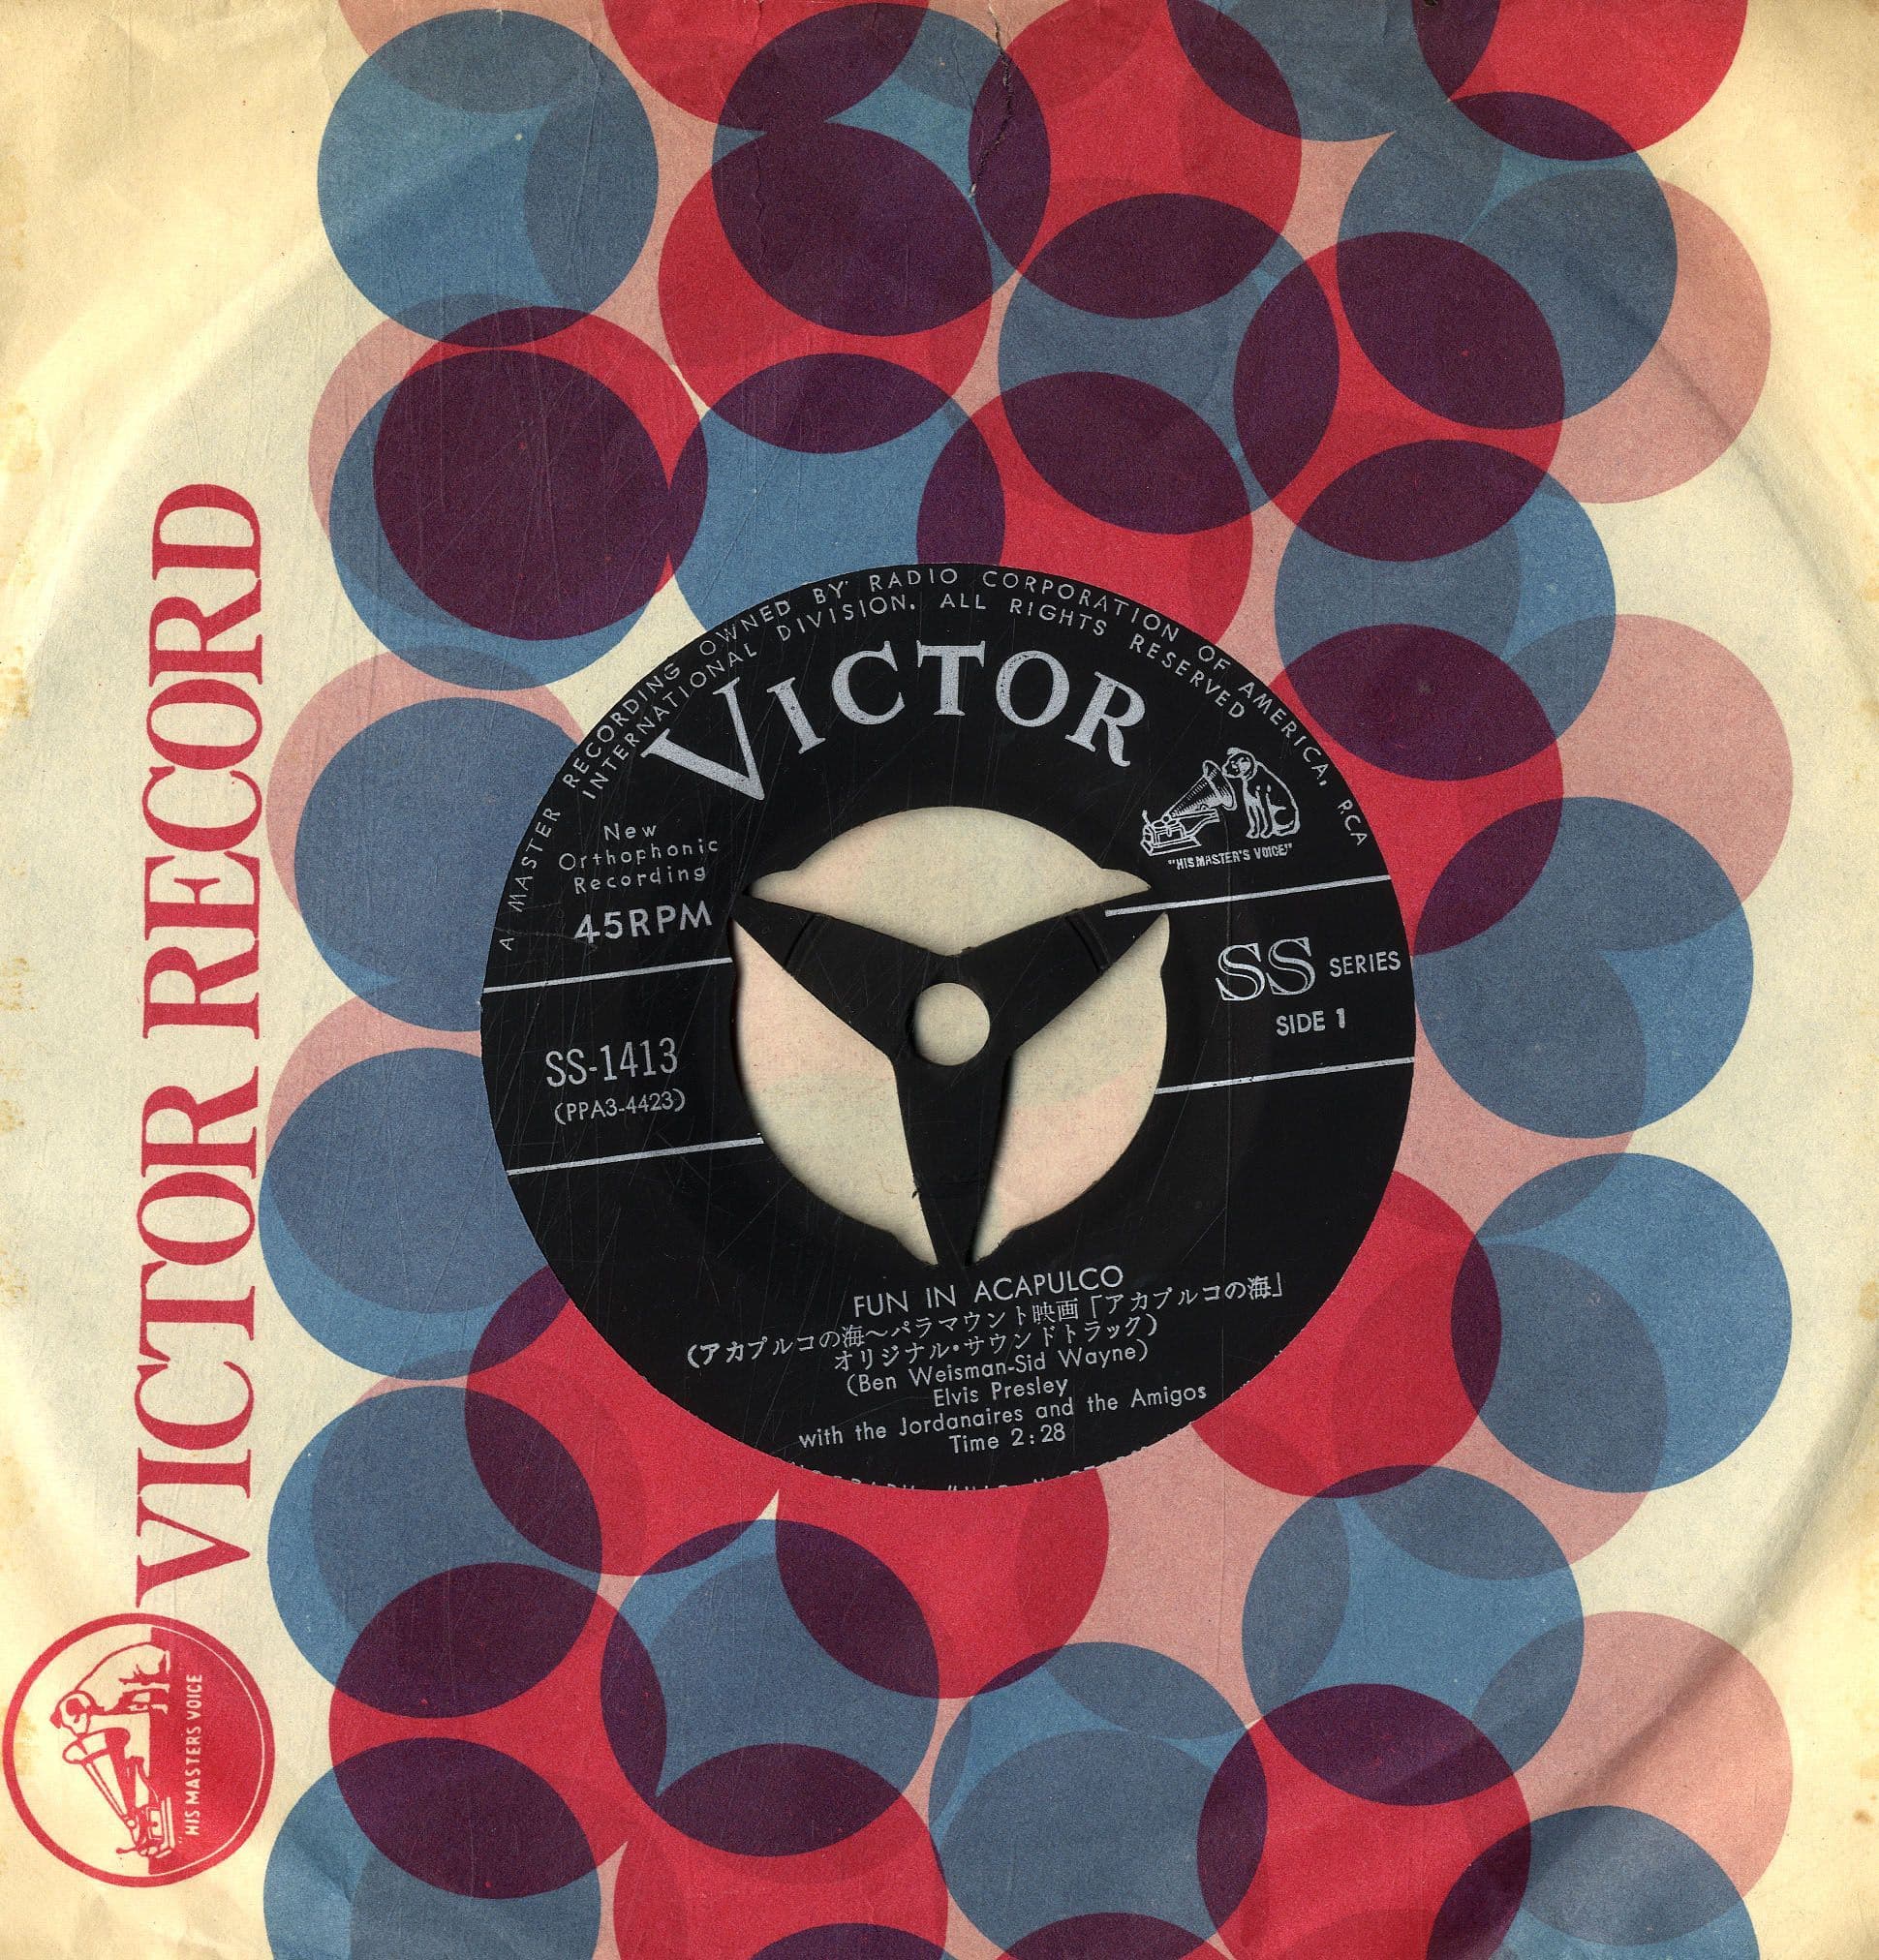 VICTOR RECORD
"HIS MASTERS VOICE
A MASTER RECORDING OWNED BY RADIO CORPORATION OF AMERICA. RCA
INTERNATIONAL DIVISION. ALL RIGHTS RESERVED
VICTOR
"HIS MASTER'S VOICE"
New
Orthophonic
Recording
45RPM
SS SERIES
SIDE 1
SS-1413
(PPA3-4423)
FUN IN ACAPULCO
(アカプルコの海～パラマウント映画「アカプルコの海」
オリジナル・サウンドトラック)
(Ben Weisman-Sid Wayne)
Elvis Presley
with the Jordanaires and the Amigos
Time 2:28